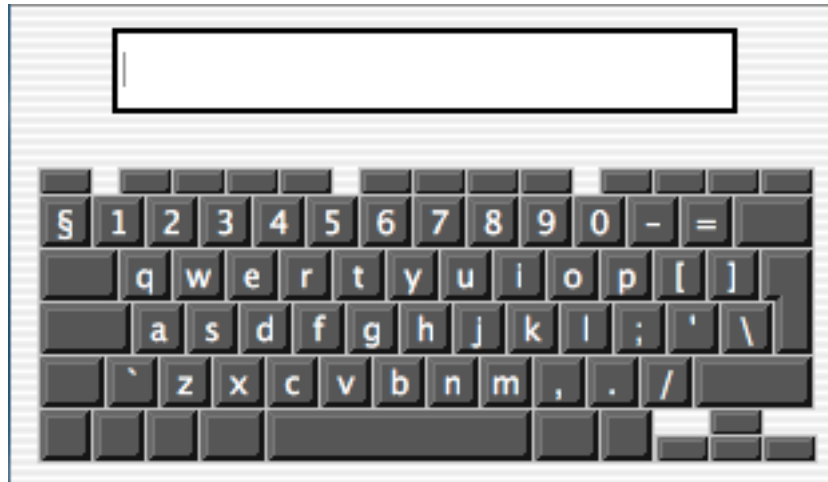 § 1 2 3 4 5 6 7 8 9 0 - =
q w e r t y u i o p [ ]
a s d f g h j k l ; ' \
` z x c v b n m , . /